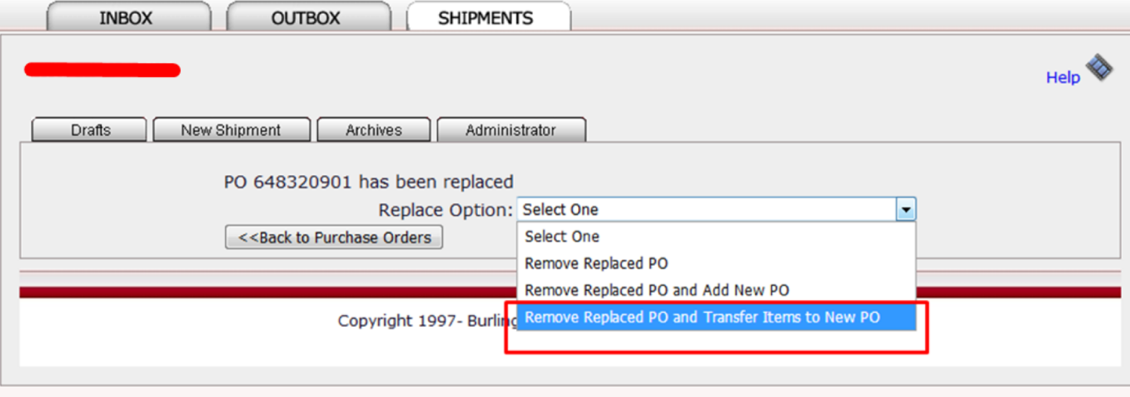 INBOX OUTBOX SHIPMENTS
Help
Drafts New Shipment Archives Administrator
PO 648320901 has been replaced
Replace Option: Select One
<<Back to Purchase Orders
Select One
Remove Replaced PO
Remove Replaced PO and Add New PO
Remove Replaced PO and Transfer Items to New PO
Copyright 1997- Burling